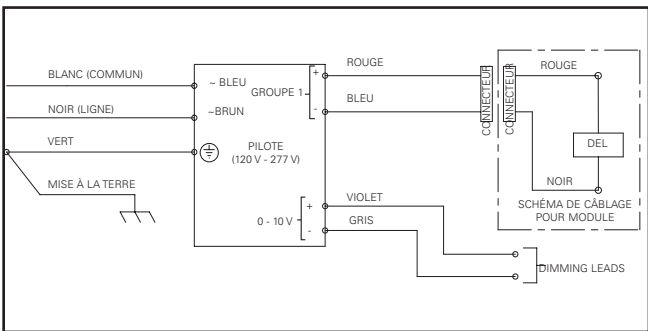 BLANC (COMMUN)
NOIR (LIGNE)
VERT
MISE À LA TERRE
~ BLEU
GROUPE 1
+
-
~BRUN
PILOTE
(120 V - 277 V)
0 - 10 V
+
-
ROUGE
BLEU
VIOLET
GRIS
CONNECTEUR
CONNECTEUR
ROUGE
DEL
NOIR
SCHÉMA DE CÂBLAGE
POUR MODULE
DIMMING LEADS